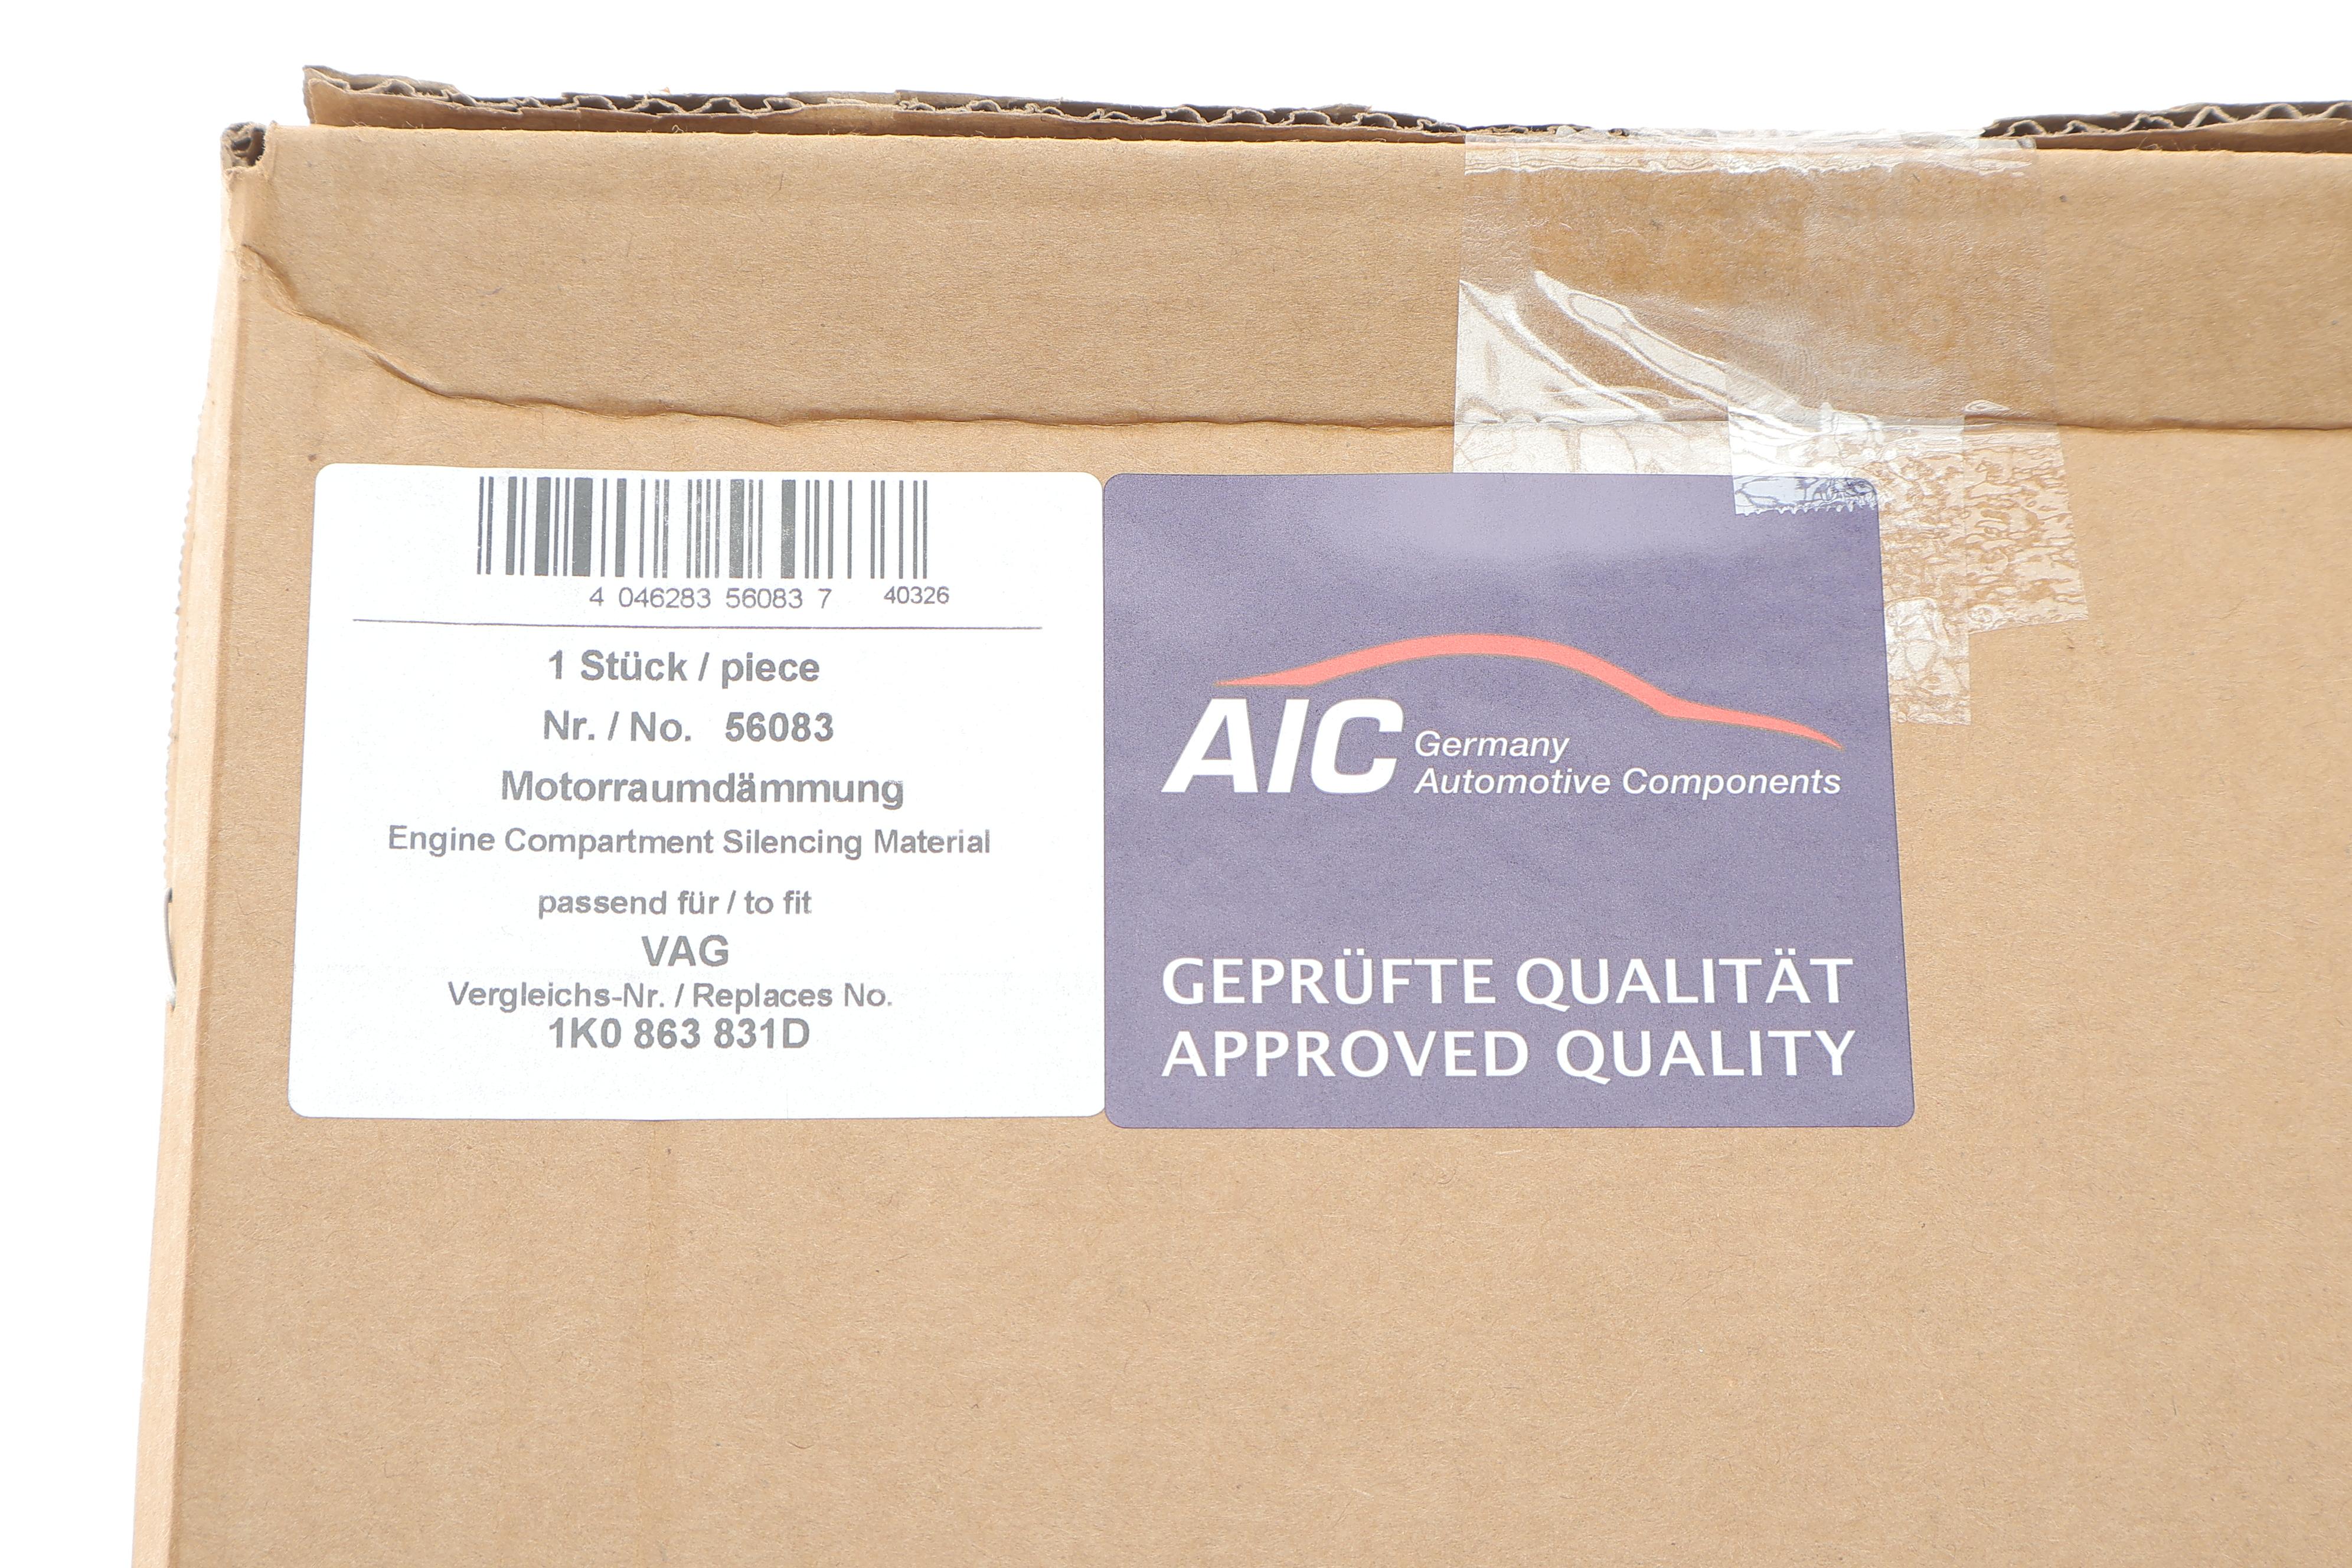 4 046283 56083 7 40326
1 Stück / piece
Nr. / No. 56083
Motorraumdämmung
Engine Compartment Silencing Material
passend für / to fit
VAG
Vergleichs-Nr. / Replaces No.
1K0 863 831D
AIC Germany
Automotive Components
GEPRÜFTE QUALITÄT
APPROVED QUALITY